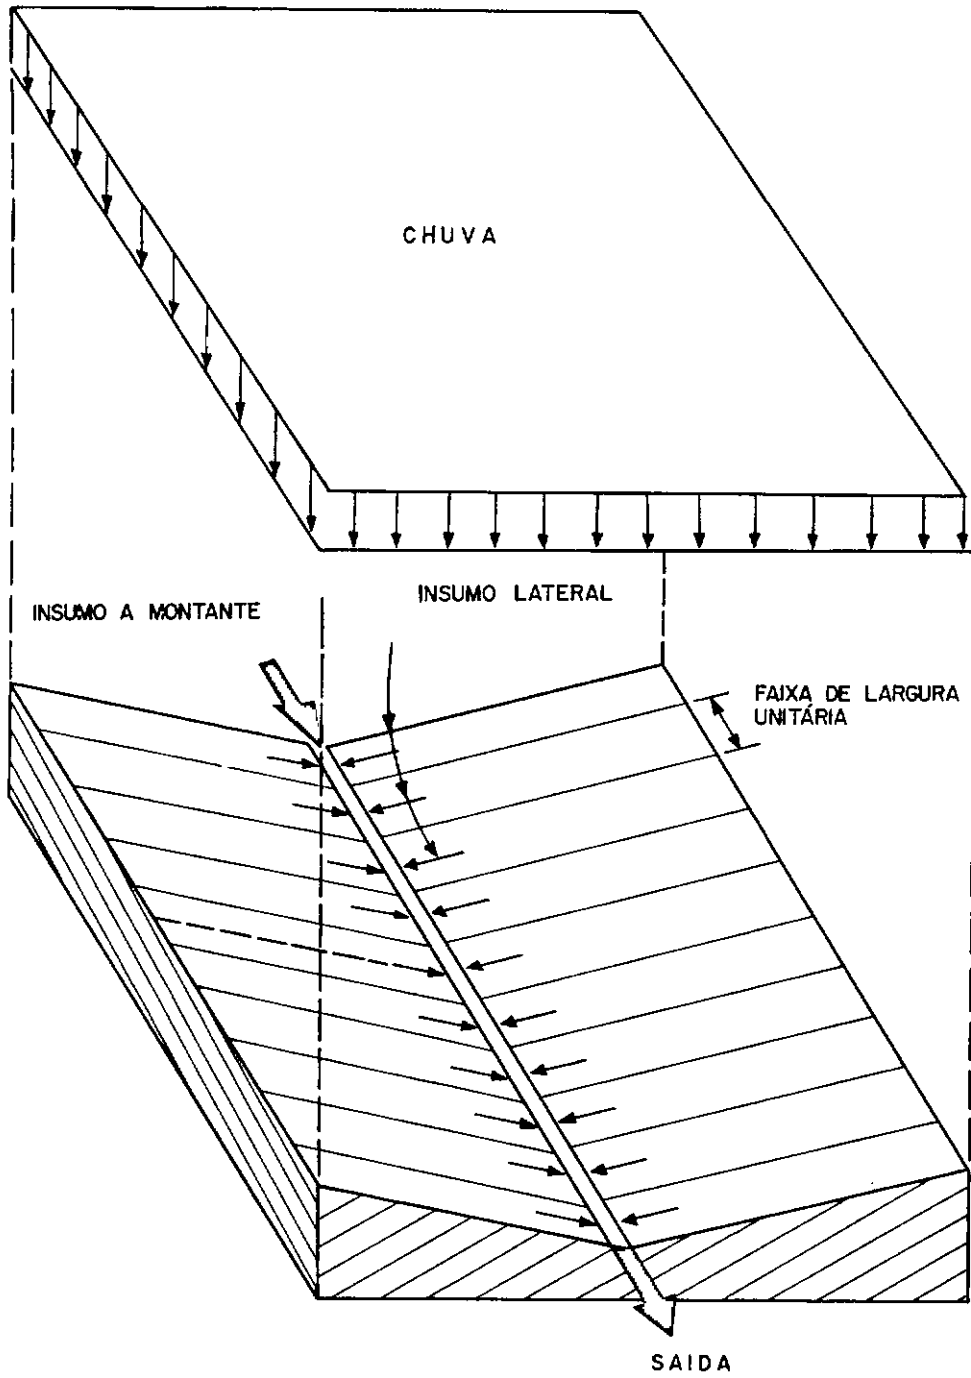 CHUVA
INSUMO A MONTANTE
INSUMO LATERAL
FAIXA DE LARGURA
UNITÁRIA
SAIDA